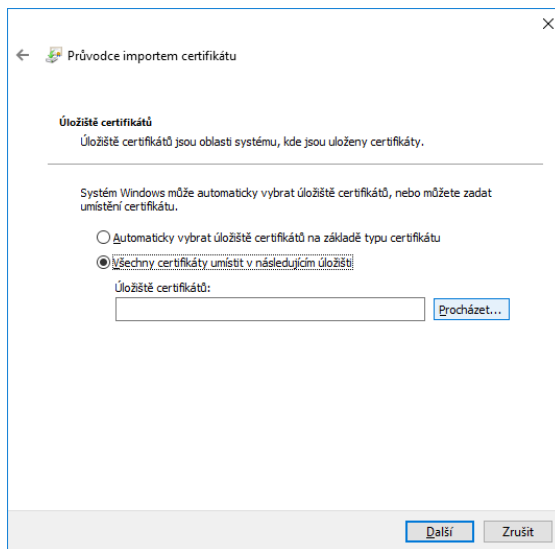 Průvodce importem certifikátu
Úložiště certifikátů
Úložiště certifikátů jsou oblasti systému, kde jsou uloženy certifikáty.
Systém Windows může automaticky vybrat úložiště certifikátů, nebo můžete zadat
umístění certifikátu.
Automaticky vybrat úložiště certifikátů na základě typu certifikátu
Všechny certifikáty umístit v následujícím úložišti
Úložiště certifikátů:
Procházet...
Další
Zrušit